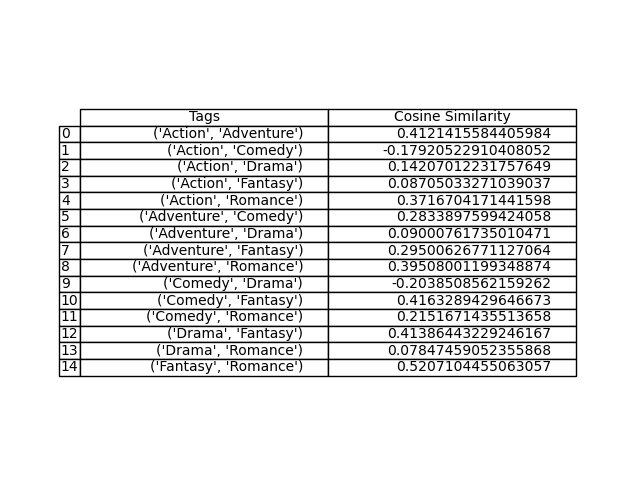 Tags Cosine Similarity
0 ('Action', 'Adventure') 0.4121415584405984
1 ('Action', 'Comedy') -0.17920522910408052
2 ('Action', 'Drama') 0.14207012231757649
3 ('Action', 'Fantasy') 0.08705033271039037
4 ('Action', 'Romance') 0.3716704171441598
5 ('Adventure', 'Comedy') 0.2833897599424058
6 ('Adventure', 'Drama') 0.09000761735010471
7 ('Adventure', 'Fantasy') 0.29500626771127064
8 ('Adventure', 'Romance') 0.39508001199348874
9 ('Comedy', 'Drama') -0.2038508562159262
10 ('Comedy', 'Fantasy') 0.4163289429646673
11 ('Comedy', 'Romance') 0.2151671435513658
12 ('Drama', 'Fantasy') 0.41386443229246167
13 ('Drama', 'Romance') 0.07847459052355868
14 ('Fantasy', 'Romance') 0.5207104455063057